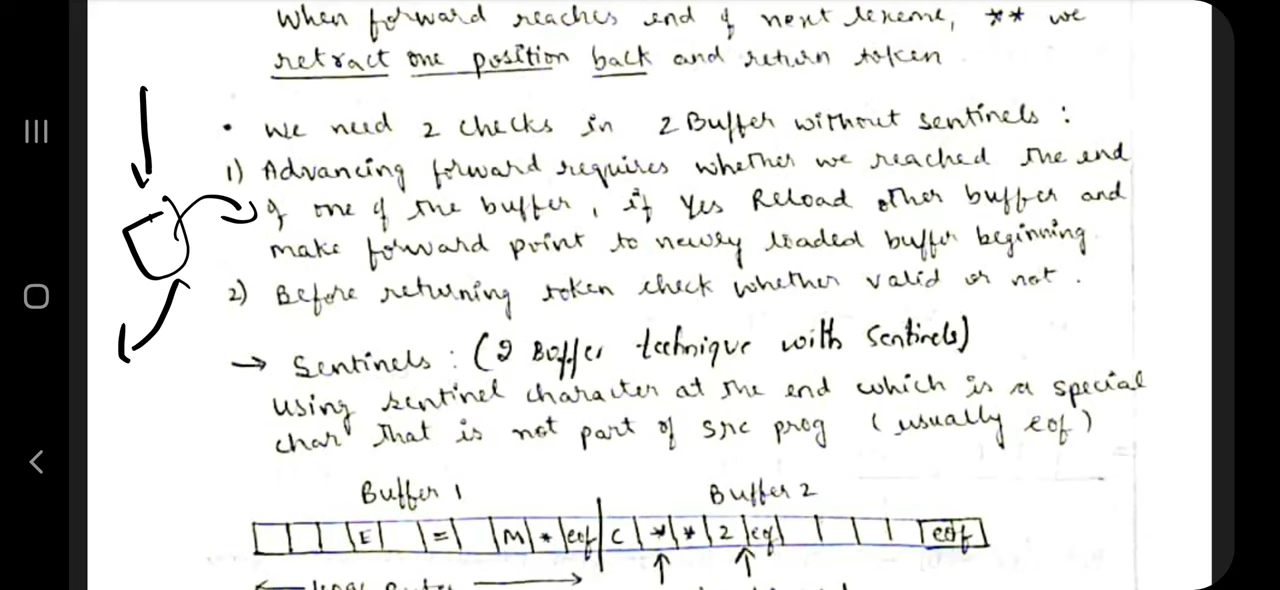 When forward reaches end of next lexeme, ** we
retract one position back and return token
• We need 2 checks in 2 Buffer without sentinels :
1) Advancing forward requires whether we reached the end
of one of the buffer, if Yes Reload other buffer and
make forward point to newly loaded buffer beginning.
2) Before returning token check whether valid or not .
→ Sentinels : (2 Buffer technique with Sentinels)
Using sentinel character at the end which is a special
char that is not part of src prog (usually eof)
Buffer 1 Buffer 2
E = M * eof C * * 2 eof eof